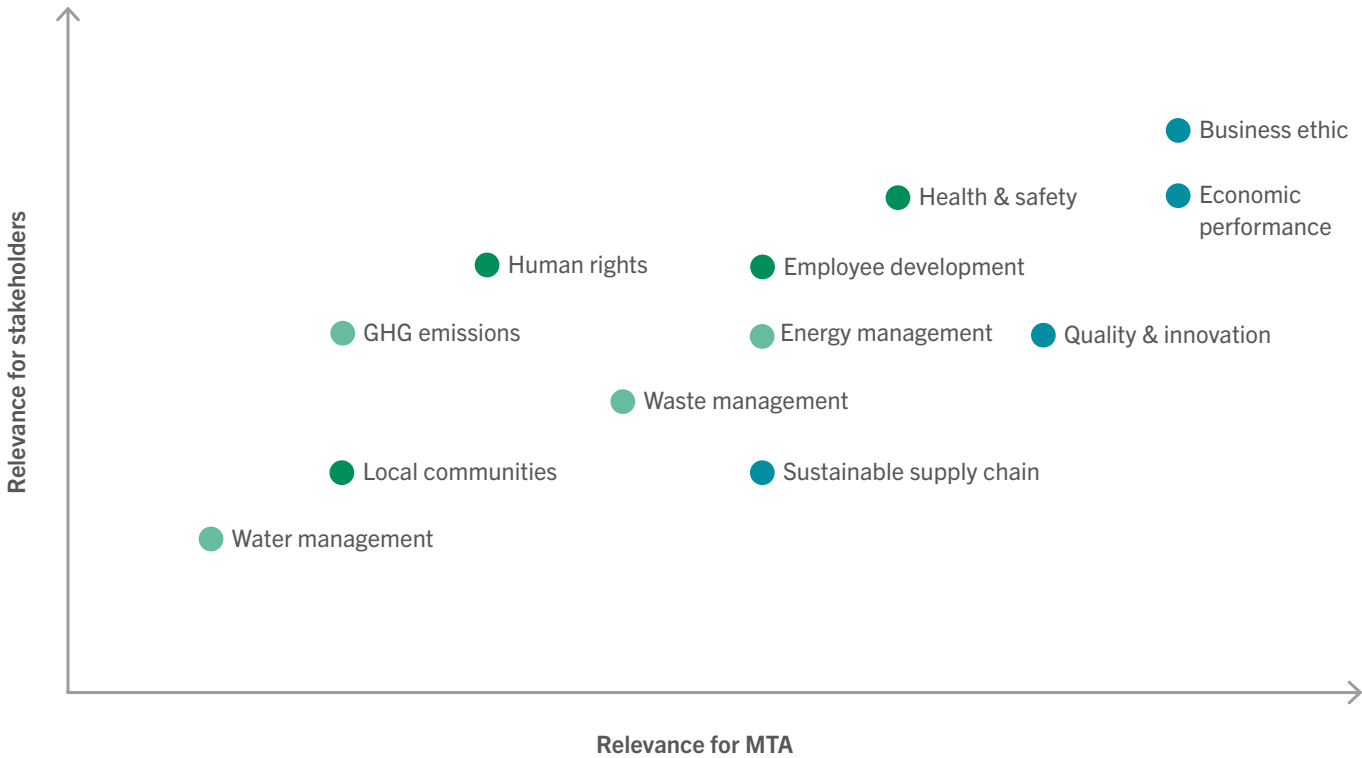 Business ethic
Health & safety
Economic
performance
Human rights
Employee development
GHG emissions
Energy management
Quality & innovation
Waste management
Local communities
Sustainable supply chain
Water management
Relevance for stakeholders
Relevance for MTA